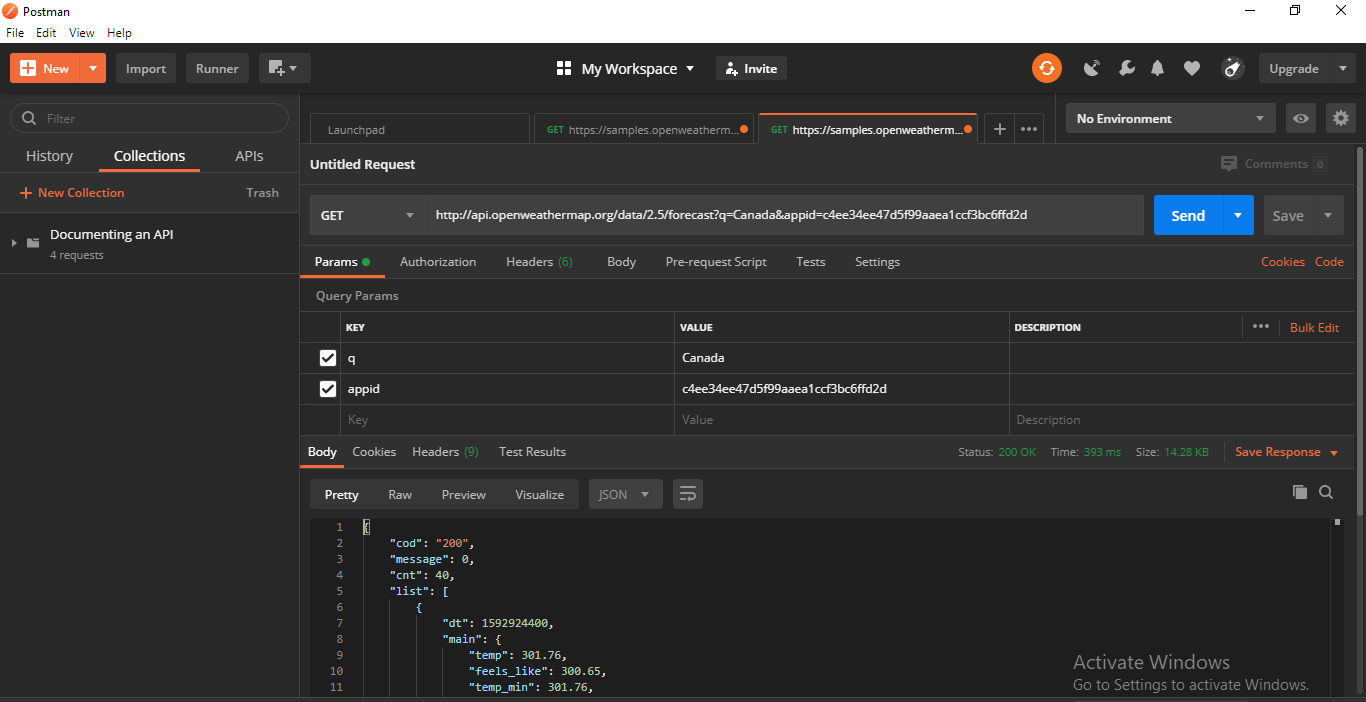 Postman
File Edit View Help
New Import Runner My Workspace Invite Upgrade
Filter
History Collections APIs
New Collection Trash
Documenting an API
4 requests
Launchpad GET https://samples.openweatherm... GET https://samples.openweatherm... No Environment
Untitled Request Comments 0
GET http://api.openweathermap.org/data/2.5/forecast?q=Canada&appid=c4ee34ee47d5f99aaea1ccf3bc6ffd2d Send Save
Params Authorization Headers (6) Body Pre-request Script Tests Settings Cookies Code
Query Params
KEY VALUE DESCRIPTION Bulk Edit
q Canada
appid c4ee34ee47d5f99aaea1ccf3bc6ffd2d
Key Value Description
Body Cookies Headers (9) Test Results Status: 200 OK Time: 393 ms Size: 14.28 KB Save Response
Pretty Raw Preview Visualize JSON
1 {
2 "cod": "200",
3 "message": 0,
4 "cnt": 40,
5 "list": [
6 {
7 "dt": 1592924400,
8 "main": {
9 "temp": 301.76,
10 "feels_like": 300.65,
11 "temp_min": 301.76,
Activate Windows
Go to Settings to activate Windows.